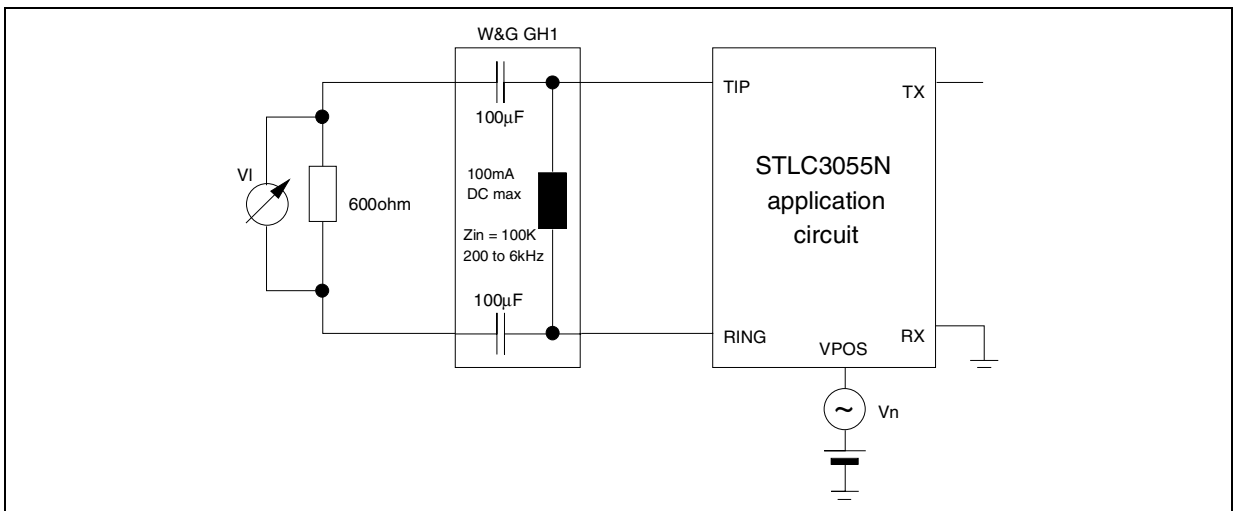 W&G GH1
TIP
TX
100μF
STLC3055N
application
circuit
100mA
DC max
VI
600ohm
Zin = 100K
200 to 6kHz
100μF
RING
RX
VPOS
~
Vn